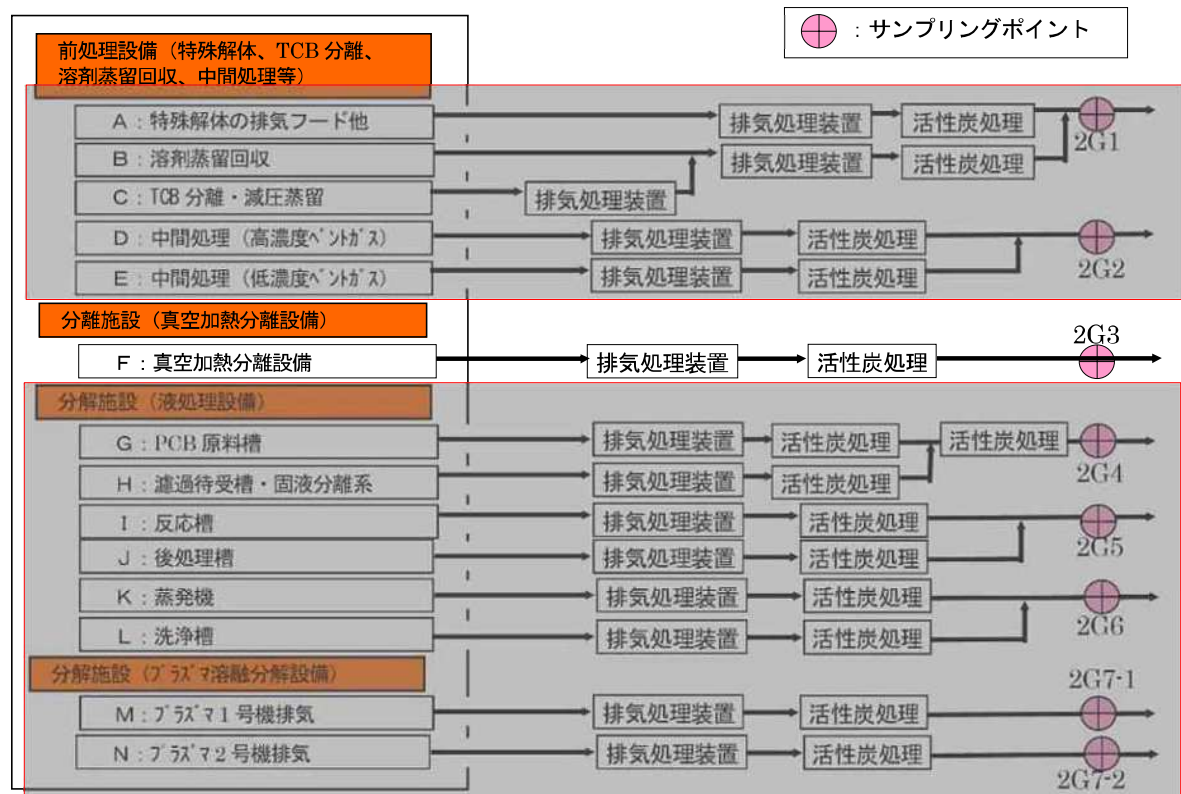 ：サンプリングポイント
前処理設備（特殊解体、TCB 分離、
溶剤蒸留回収、中間処理等）
A：特殊解体の排気フード他
排気処理装置
活性炭処理
2G1
B：溶剤蒸留回収
排気処理装置
活性炭処理
C：TCB 分離・減圧蒸留
排気処理装置
D：中間処理（高濃度ﾍﾞﾝﾄｶﾞｽ）
排気処理装置
活性炭処理
2G2
E：中間処理（低濃度ﾍﾞﾝﾄｶﾞｽ）
排気処理装置
活性炭処理
分離施設（真空加熱分離設備）
F：真空加熱分離設備
排気処理装置
活性炭処理
2G3
分解施設（液処理設備）
G：PCB 原料槽
排気処理装置
活性炭処理
活性炭処理
2G4
H：濾過待受槽・固液分離系
排気処理装置
活性炭処理
I：反応槽
排気処理装置
活性炭処理
2G5
J：後処理槽
排気処理装置
活性炭処理
K：蒸発機
排気処理装置
活性炭処理
2G6
L：洗浄槽
排気処理装置
活性炭処理
分解施設（ﾌﾟﾗｽﾞﾏ溶融分解設備）
M：ﾌﾟﾗｽﾞﾏ1号機排気
排気処理装置
活性炭処理
2G7-1
N：ﾌﾟﾗｽﾞﾏ2号機排気
排気処理装置
活性炭処理
2G7-2